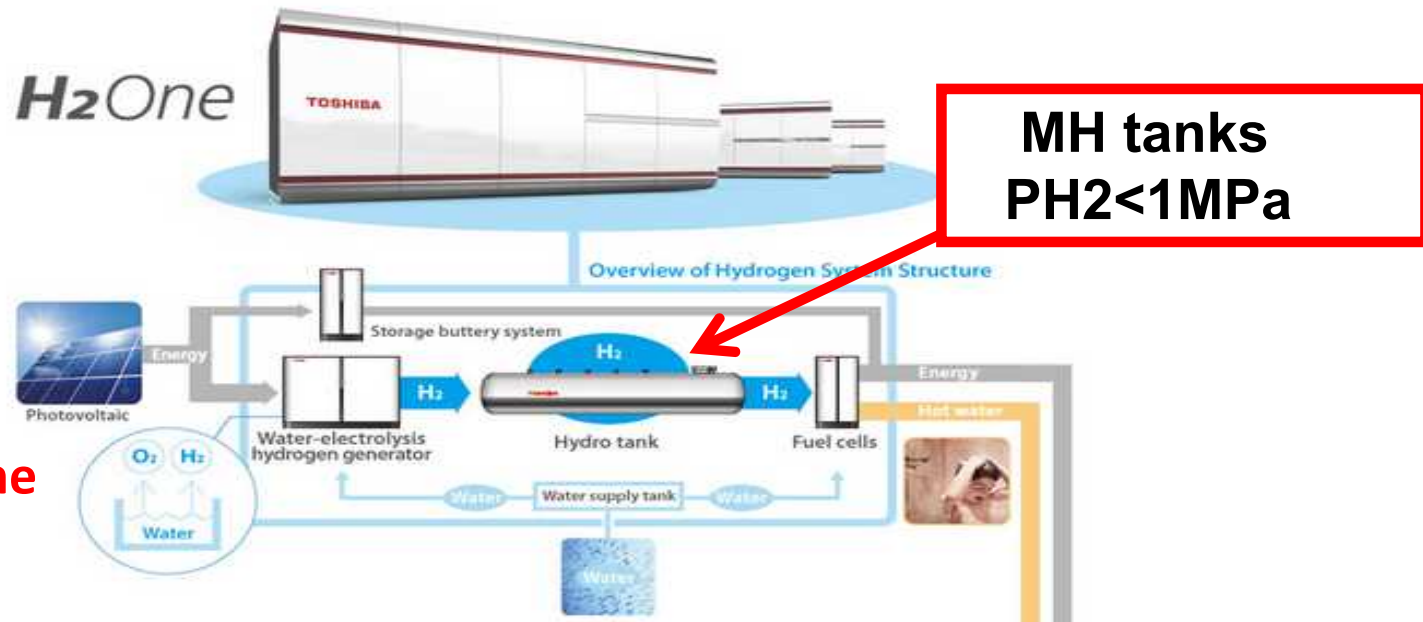 H2One
TOSHIBA
MH tanks
PH2<1MPa
Overview of Hydrogen System Structure
Storage buttery system
Energy
Photovoltaic
H2
H2
H2
Energy
Hot water
Water-electrolysis
hydrogen generator
Hydro tank
Fuel cells
O2 H2
Water
Water
Water supply tank
Water
Water
ne